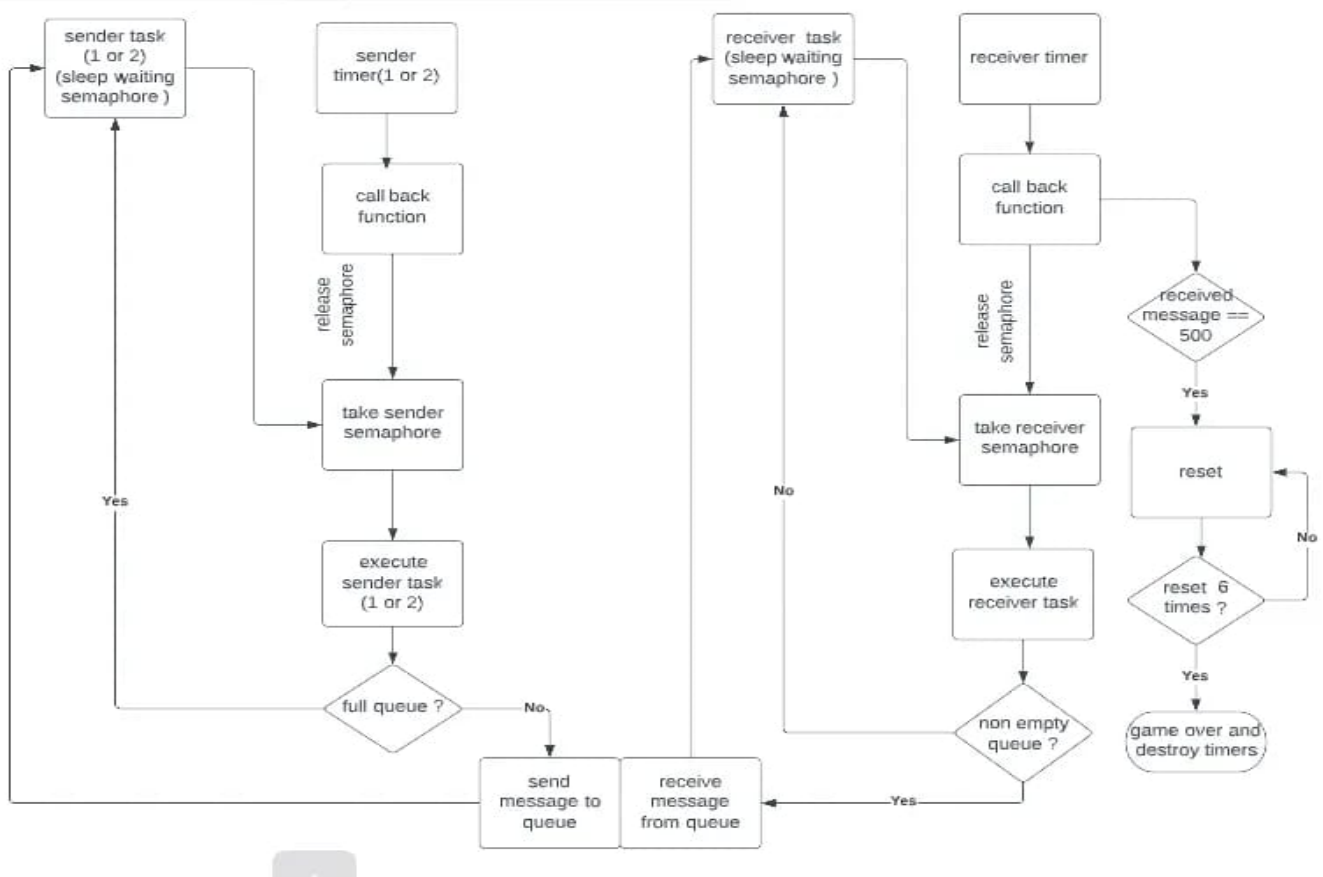 sender task
(1 or 2)
(sleep waiting
semaphore )
sender
timer(1 or 2)
call back
function
release
semaphore
take sender
semaphore
execute
sender task
(1 or 2)
full queue ?
Yes
No
send
message to
queue
receiver task
(sleep waiting
semaphore )
receiver timer
call back
function
release
semaphore
take receiver
semaphore
execute
receiver task
non empty
queue ?
No
Yes
receive
message
from queue
received
message ==
500
Yes
reset
No
reset 6
times ?
Yes
game over and
destroy timers